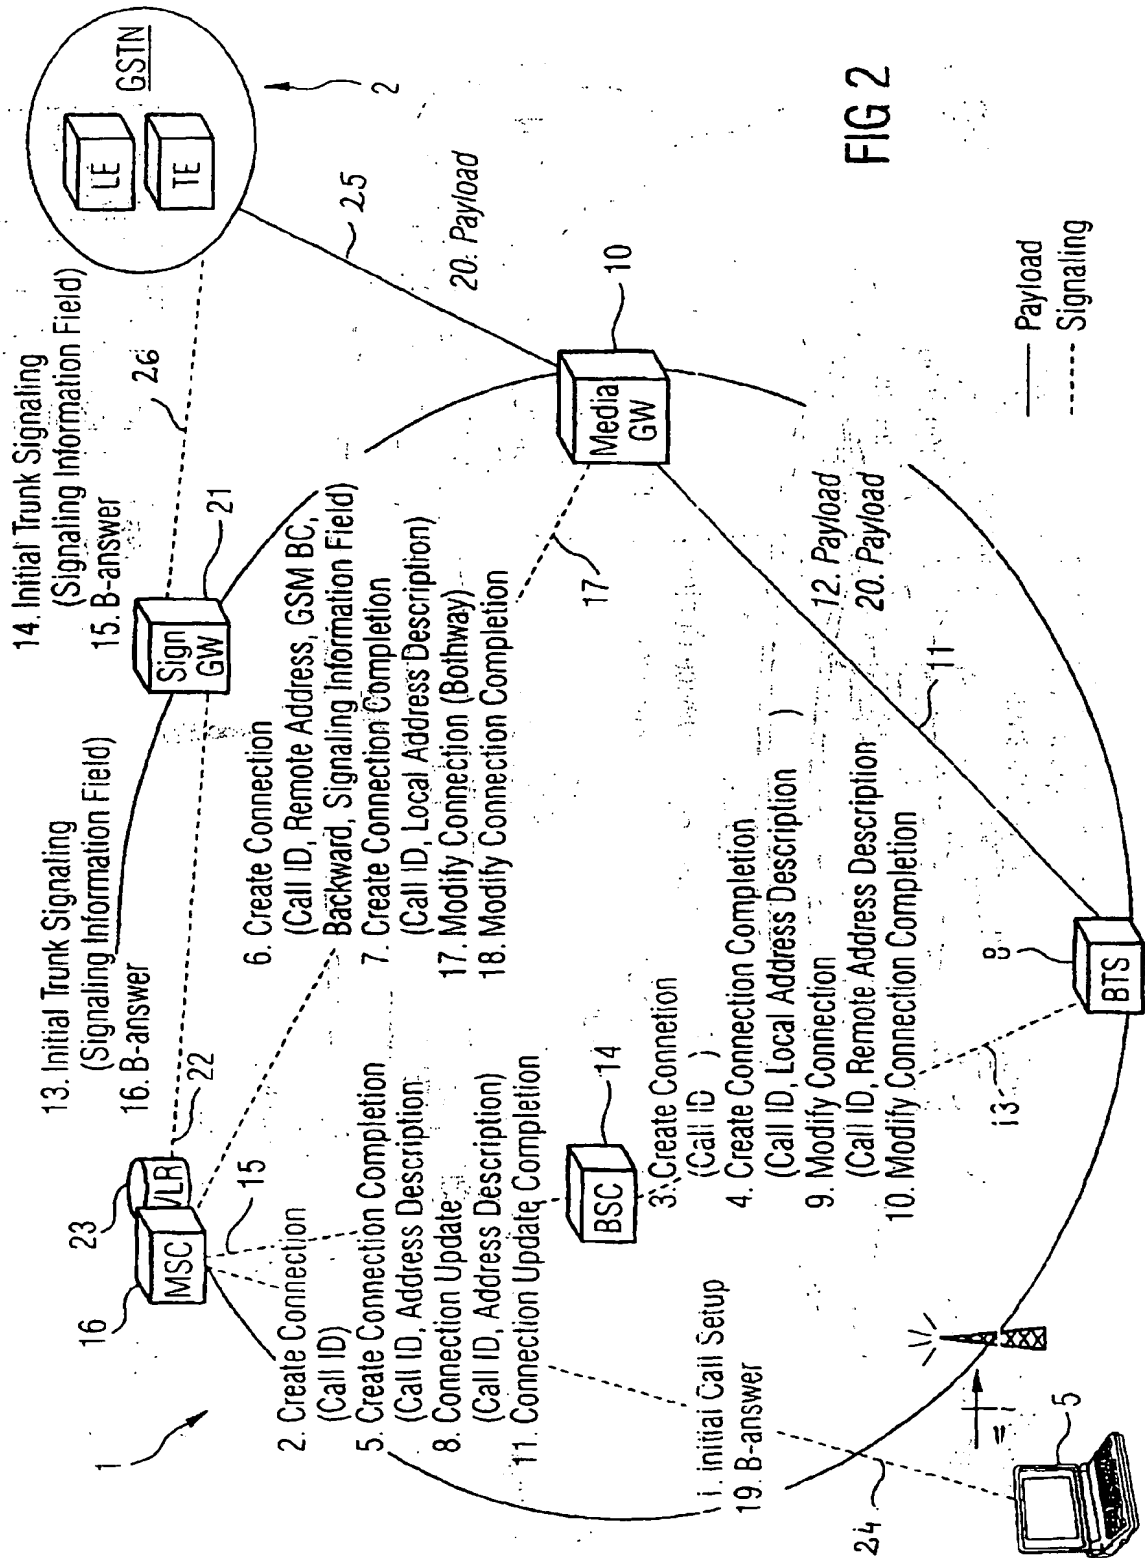 13. Initial Trunk Signaling
(Signaling Information Field)
16. B-answer
14. Initial Trunk Signaling
(Signaling Information Field)
15. B-answer
1
16
23
MSC
VLR
22
15
Sign
GW
21
26
LE
TE
GSTN
2
2. Create Connection
(Call ID)
5. Create Connection Completion
(Call ID, Address Description)
8. Connection Update
(Call ID, Address Description)
11. Connection Update Completion
6. Create Connection
(Call ID, Remote Address, GSM BC,
Backward, Signaling Information Field)
7. Create Connection Completion
(Call ID, Local Address Description)
17. Modify Connection (Bothway)
18. Modify Connection Completion
25
20. Payload
17
Media
GW
10
BSC
14
3. Create Connetion
(Call ID )
4. Create Connection Completion
(Call ID, Local Address Description )
9. Modify Connection
(Call ID, Remote Address Description
10. Modify Connection Completion
12. Payload
20. Payload
11
1. Initial Call Setup
19. B-answer
24
5
13
BTS
8
Payload
Signaling
FIG 2